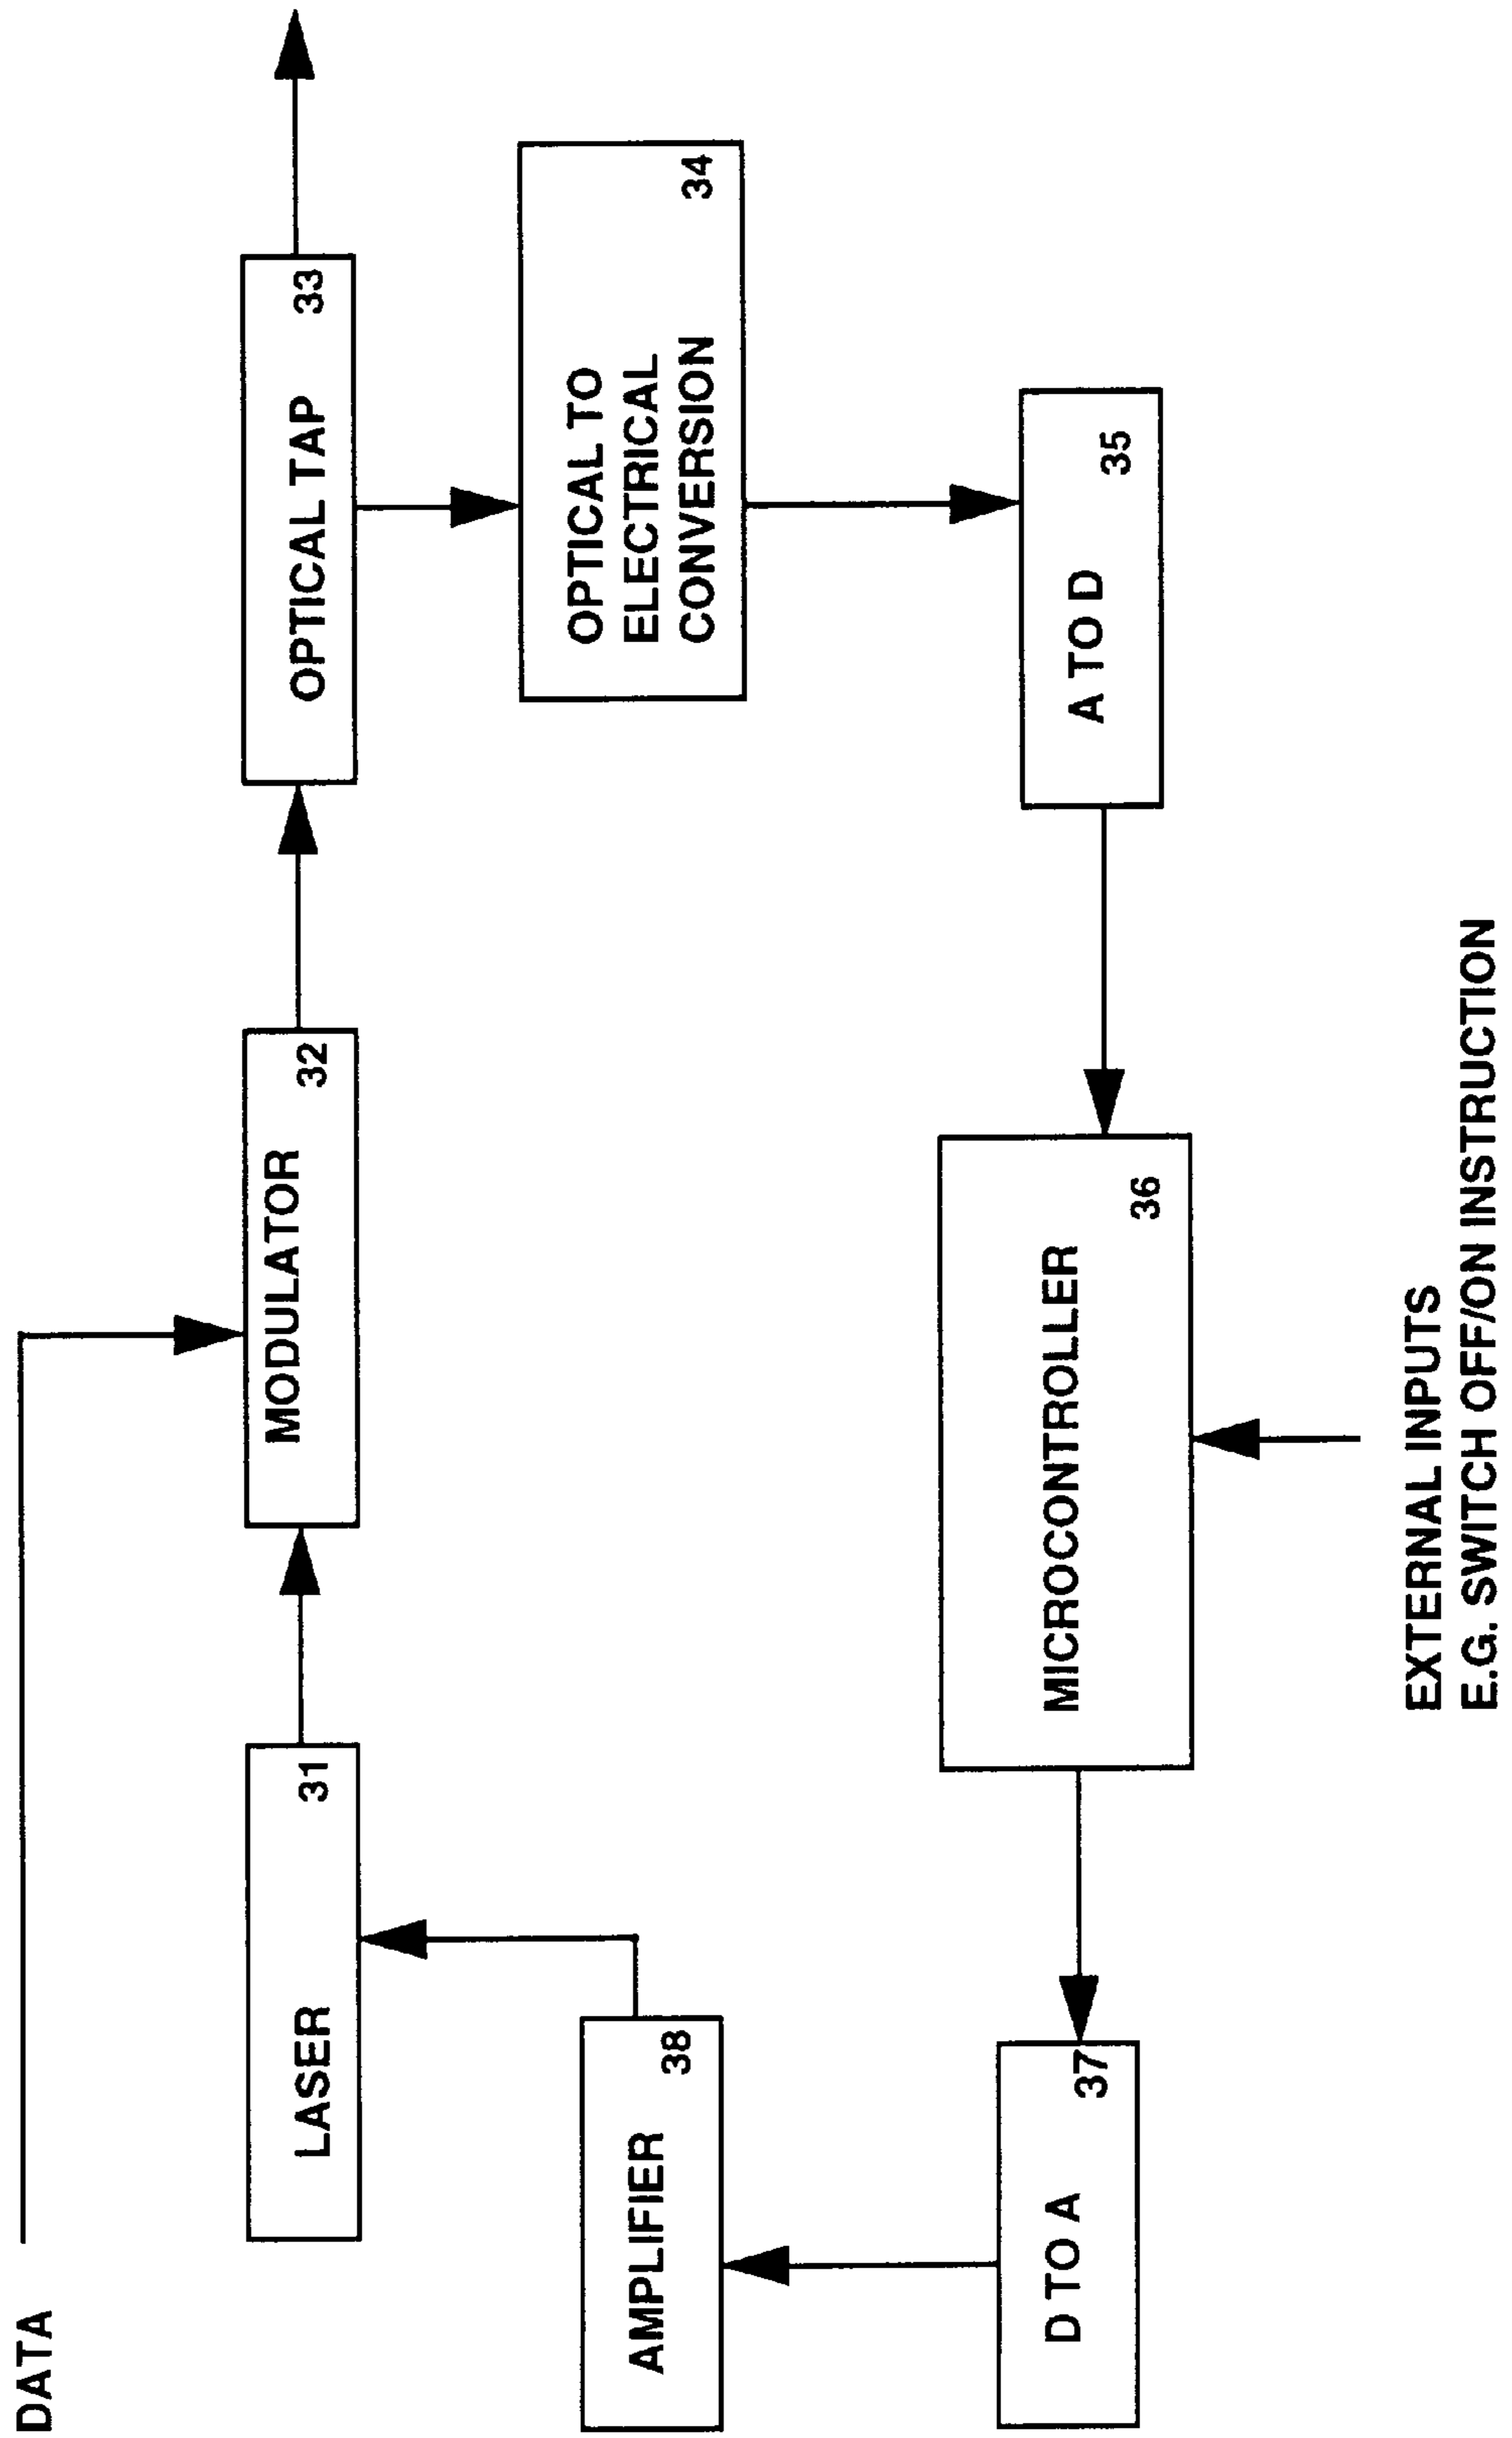 DATA
LASER 31
MODULATOR 32
OPTICAL TAP 33
OPTICAL TO
ELECTRICAL
CONVERSION 34
AMPLIFIER 38
D TO A 37
MICROCONTROLLER 36
A TO D 35
EXTERNAL INPUTS
E.G. SWITCH OFF/ON INSTRUCTION